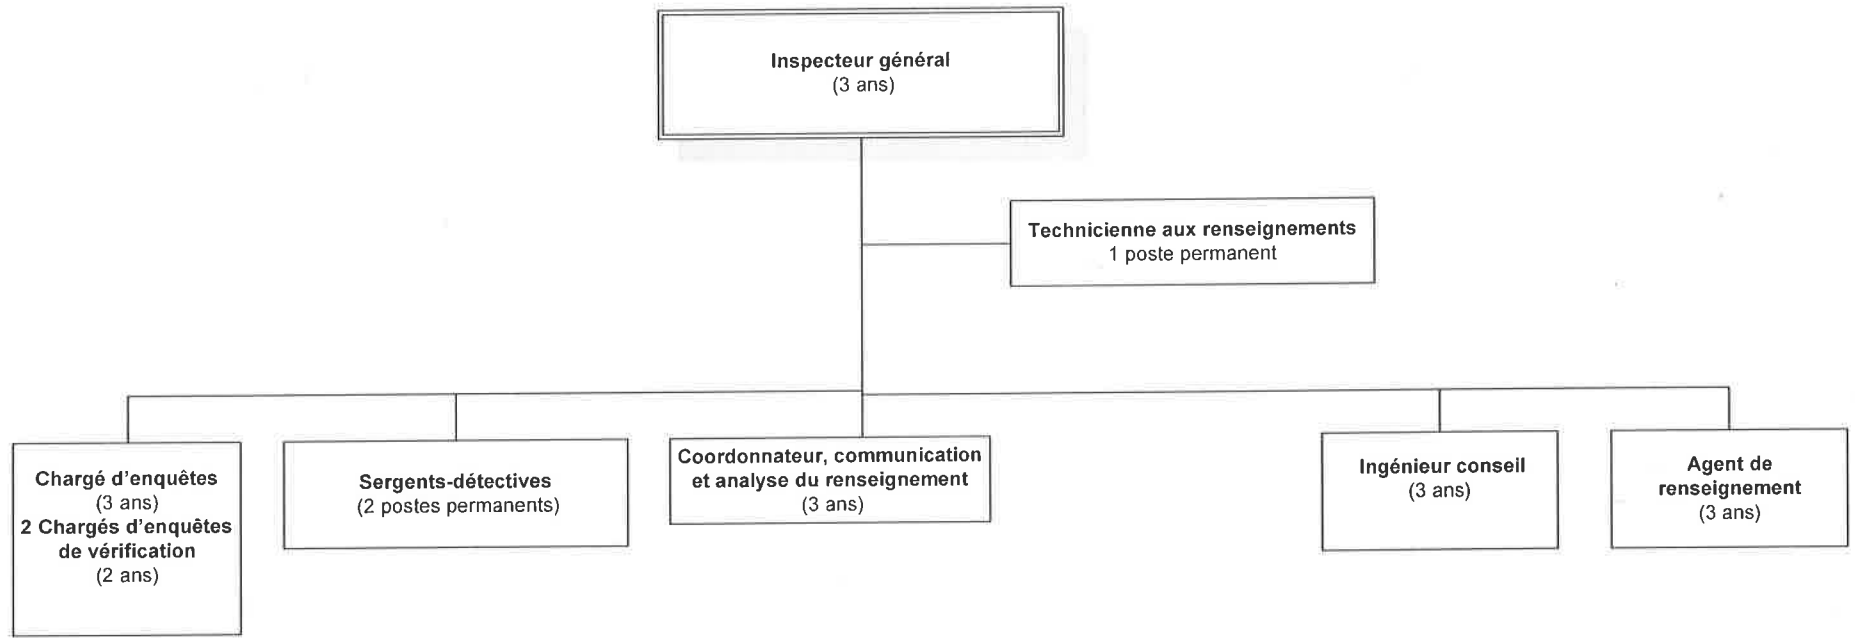 Inspecteur général
(3 ans)
Technicienne aux renseignements
1 poste permanent
Chargé d'enquêtes
(3 ans)
2 Chargés d'enquêtes
de vérification
(2 ans)
Sergents-détectives
(2 postes permanents)
Coordonnateur, communication
et analyse du renseignement
(3 ans)
Ingénieur conseil
(3 ans)
Agent de
renseignement
(3 ans)